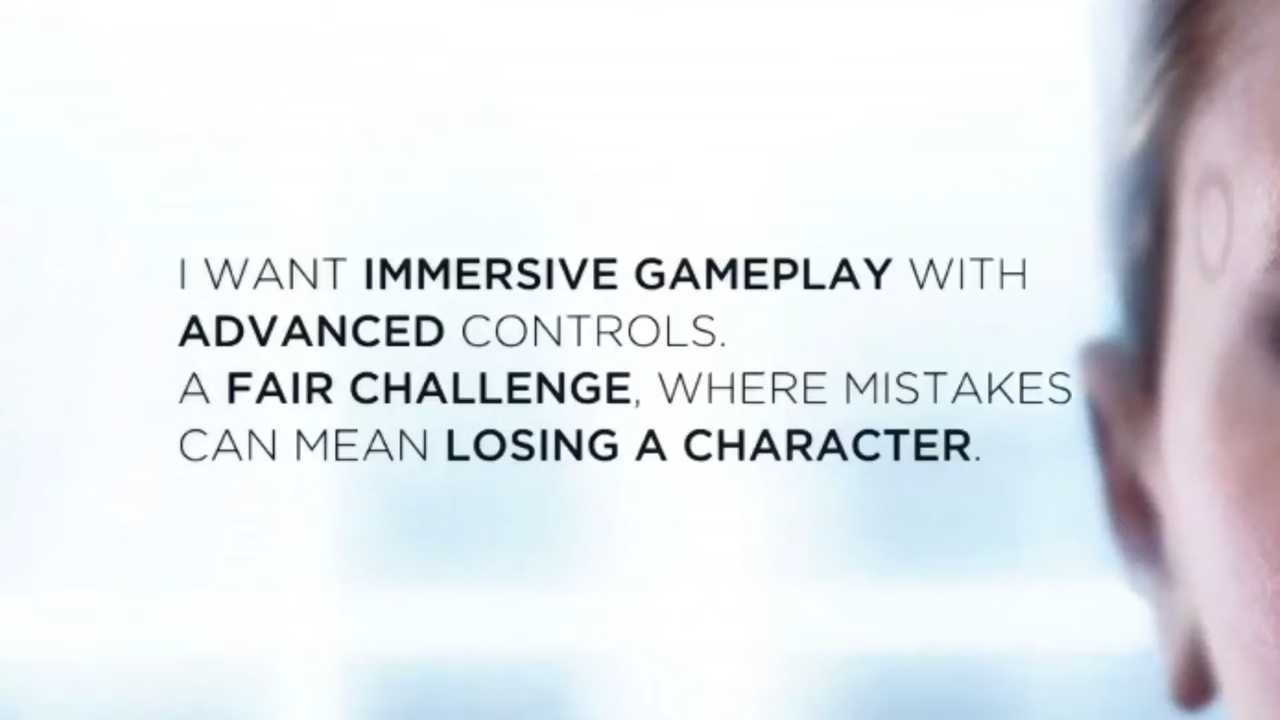 I WANT IMMERSIVE GAMEPLAY WITH
ADVANCED CONTROLS.
A FAIR CHALLENGE, WHERE MISTAKES
CAN MEAN LOSING A CHARACTER.